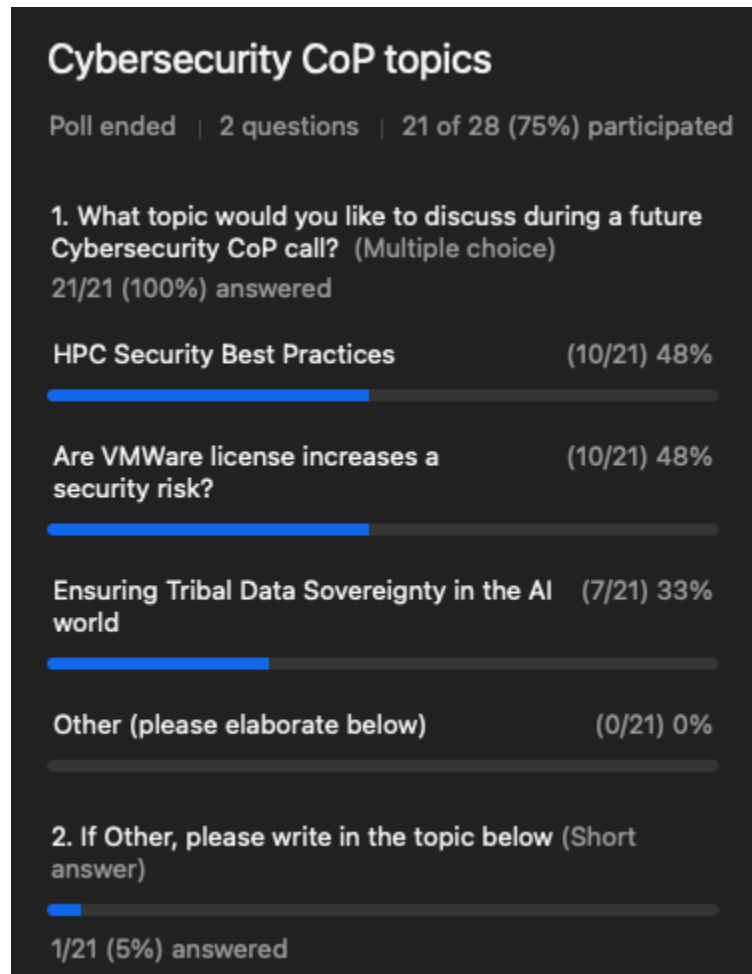 Cybersecurity CoP topics
Poll ended | 2 questions | 21 of 28 (75%) participated
1. What topic would you like to discuss during a future
Cybersecurity CoP call? (Multiple choice)
21/21 (100%) answered
HPC Security Best Practices (10/21) 48%
Are VMWare license increases a (10/21) 48%
security risk?
Ensuring Tribal Data Sovereignty in the AI (7/21) 33%
world
Other (please elaborate below) (0/21) 0%
2. If Other, please write in the topic below (Short
answer)
1/21 (5%) answered